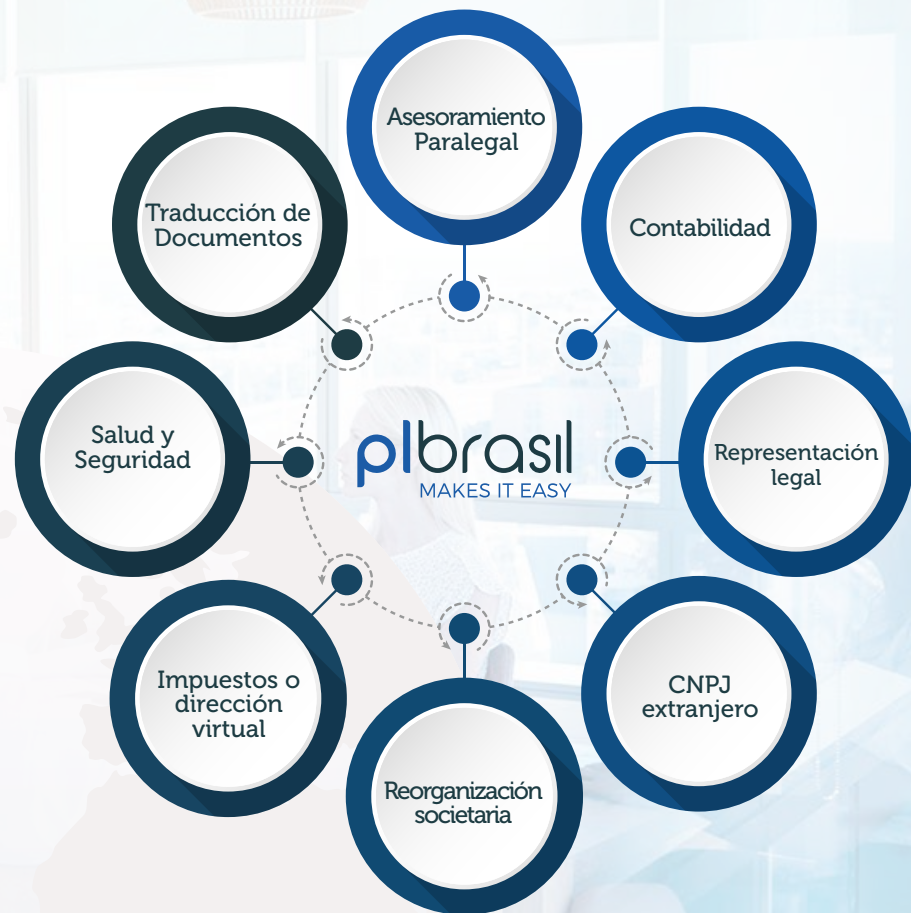 Asesoramiento
Paralegal
Contabilidad
Representación
legal
CNPJ
extranjero
Reorganización
societaria
Impuestos o
dirección
virtual
Salud y
Seguridad
Traducción de
Documentos
plbrasil
MAKES IT EASY